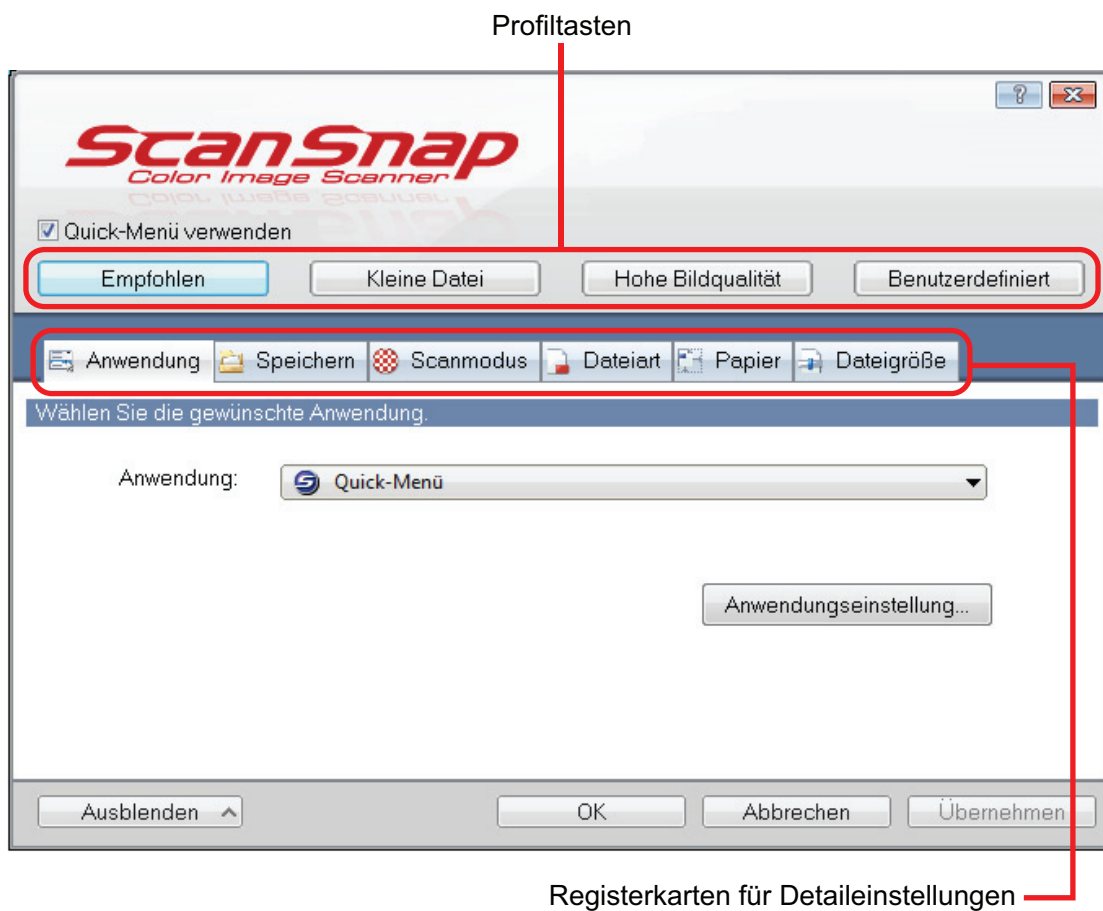 Profiltasten
?
ScanSnap
Color Image Scanner
Quick-Menü verwenden
Empfohlen Kleine Datei Hohe Bildqualität Benutzerdefiniert
Anwendung Speichern Scanmodus Dateiart Papier Dateigröße
Wählen Sie die gewünschte Anwendung.
Anwendung: Quick-Menü
Anwendungseinstellung...
Ausblenden OK Abbrechen Übernehmen
Registerkarten für Detaileinstellungen